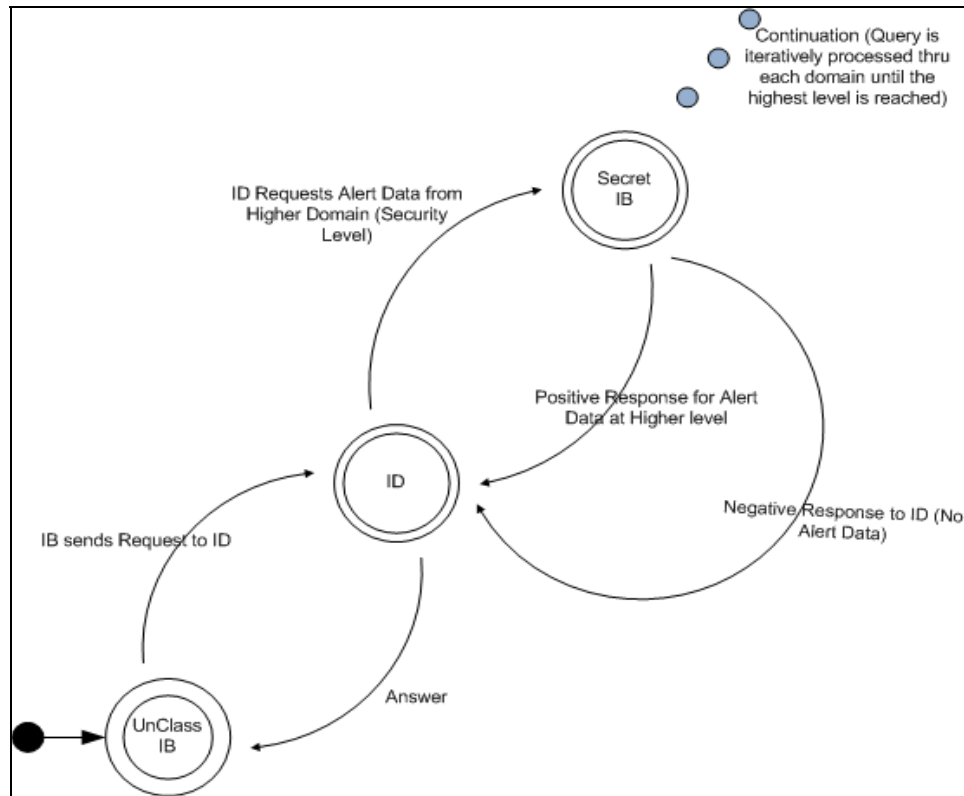 Continuation (Query is
iteratively processed thru
each domain until the
highest level is reached)
Secret
IB
ID Requests Alert Data from
Higher Domain (Security
Level)
Positive Response for Alert
Data at Higher level
ID
Negative Response to ID (No
Alert Data)
IB sends Request to ID
Answer
UnClass
IB